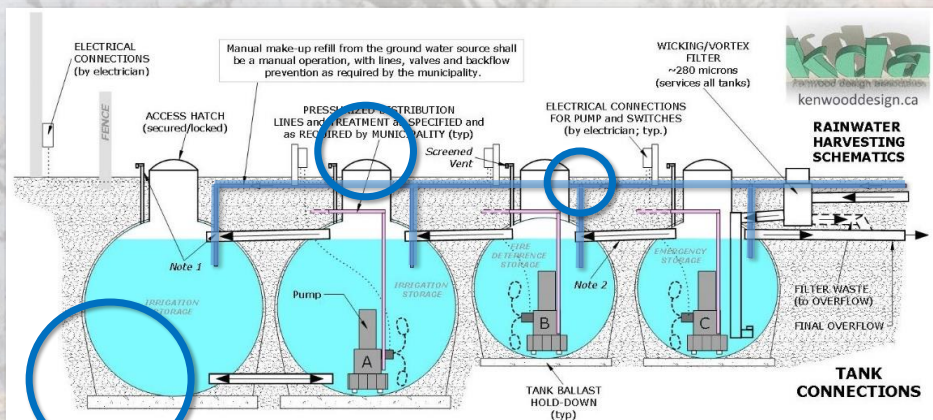 Manual make-up refill from the ground water source shall
be a manual operation, with lines, valves and backflow
prevention as required by the municipality.
ELECTRICAL
CONNECTIONS
(by electrician)
FENCE
ACCESS HATCH
(secured/locked)
PRESSURIZED DISTRIBUTION
LINES and TREATMENT as SPECIFIED and
as REQUIRED by MUNICIPALITY (typ)
Screened
Vent
ELECTRICAL CONNECTIONS
FOR PUMP and SWITCHES
(by electrician; typ.)
WICKING/VORTEX
FILTER
~280 microns
(services all tanks)
kda
kenwood design association
kenwooddesign.ca
RAINWATER
HARVESTING
SCHEMATICS
Note 1
IRRIGATION
STORAGE
Pump
A
IRRIGATION
STORAGE
FIRE
DETERRENCE
STORAGE
B
Note 2
EMERGENCY
STORAGE
C
FILTER WASTE
(to OVERFLOW)
FINAL OVERFLOW
TANK BALLAST
HOLD-DOWN
(typ)
TANK
CONNECTIONS